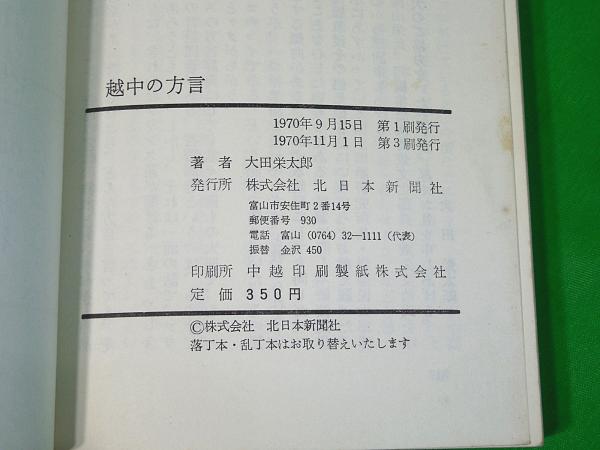 越中の方言
1970年9月15日 第1刷発行
1970年11月1日 第3刷発行
著者 大田栄太郎
発行所 株式会社 北日本新聞社
富山市安住町2番14号
郵便番号 930
電話 富山(0764)32―1111(代表)
振替 金沢 450
印刷所 中越印刷製紙株式会社
定価 350円
©株式会社 北日本新聞社
落丁本・乱丁本はお取り替えいたします